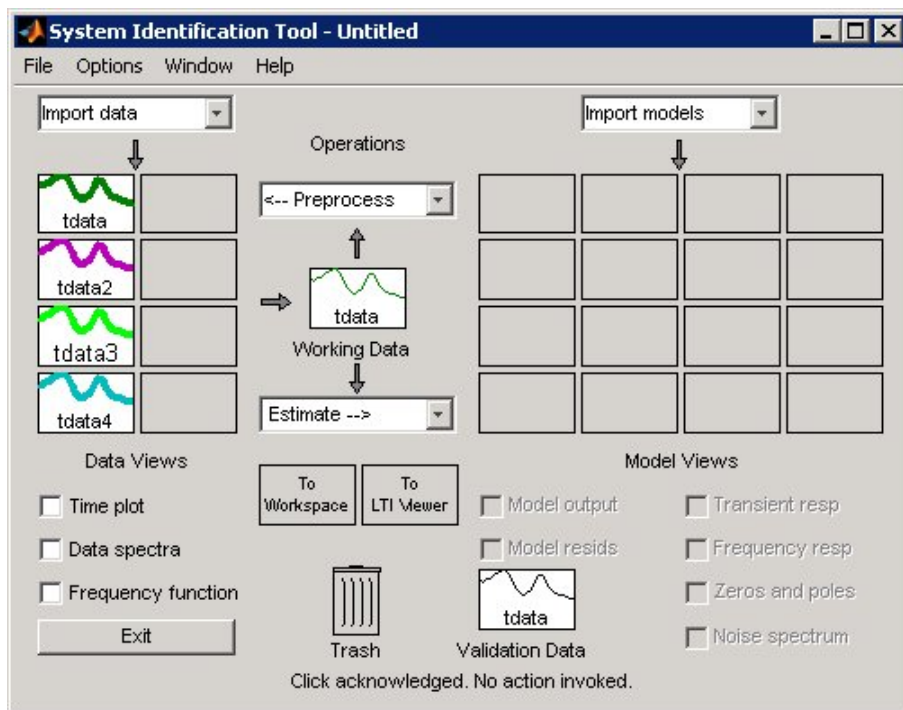 System Identification Tool - Untitled
File Options Window Help
Import data
Import models
Operations
<-- Preprocess
tdata
tdata2
tdata3
tdata4
tdata
Working Data
Estimate -->
Data Views
Model Views
To Workspace
To LTI Viewer
Time plot
Data spectra
Frequency function
Exit
Model output
Model resids
Transient resp
Frequency resp
Zeros and poles
Noise spectrum
Trash
tdata
Validation Data
Click acknowledged. No action invoked.